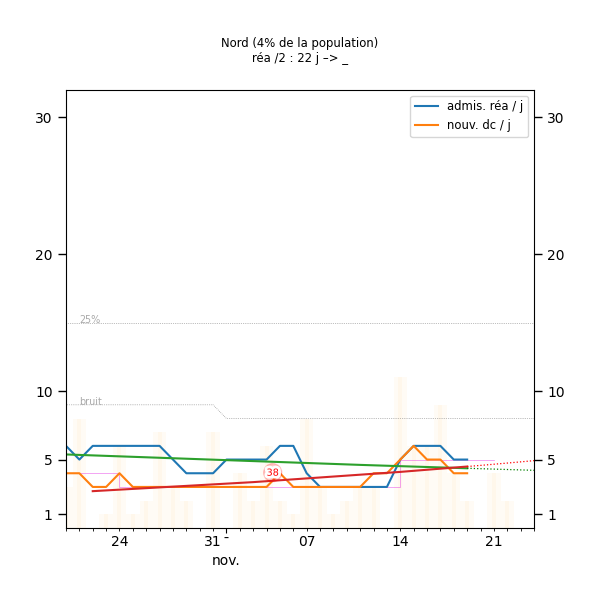 Nord (4% de la population)
réa /2 : 22 j –> _
admis. réa / j
nouv. dc / j
30 30
20 20
25%
10 10
bruit
5 5
38
1 1
24 31 - 07 14 21
nov.